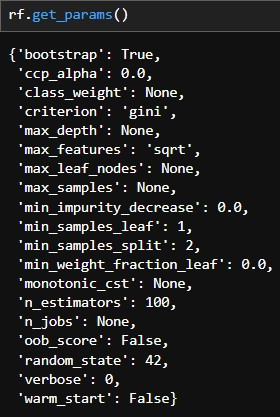 rf.get_params()
{'bootstrap': True,
'ccp_alpha': 0.0,
'class_weight': None,
'criterion': 'gini',
'max_depth': None,
'max_features': 'sqrt',
'max_leaf_nodes': None,
'max_samples': None,
'min_impurity_decrease': 0.0,
'min_samples_leaf': 1,
'min_samples_split': 2,
'min_weight_fraction_leaf': 0.0,
'monotonic_cst': None,
'n_estimators': 100,
'n_jobs': None,
'oob_score': False,
'random_state': 42,
'verbose': 0,
'warm_start': False}